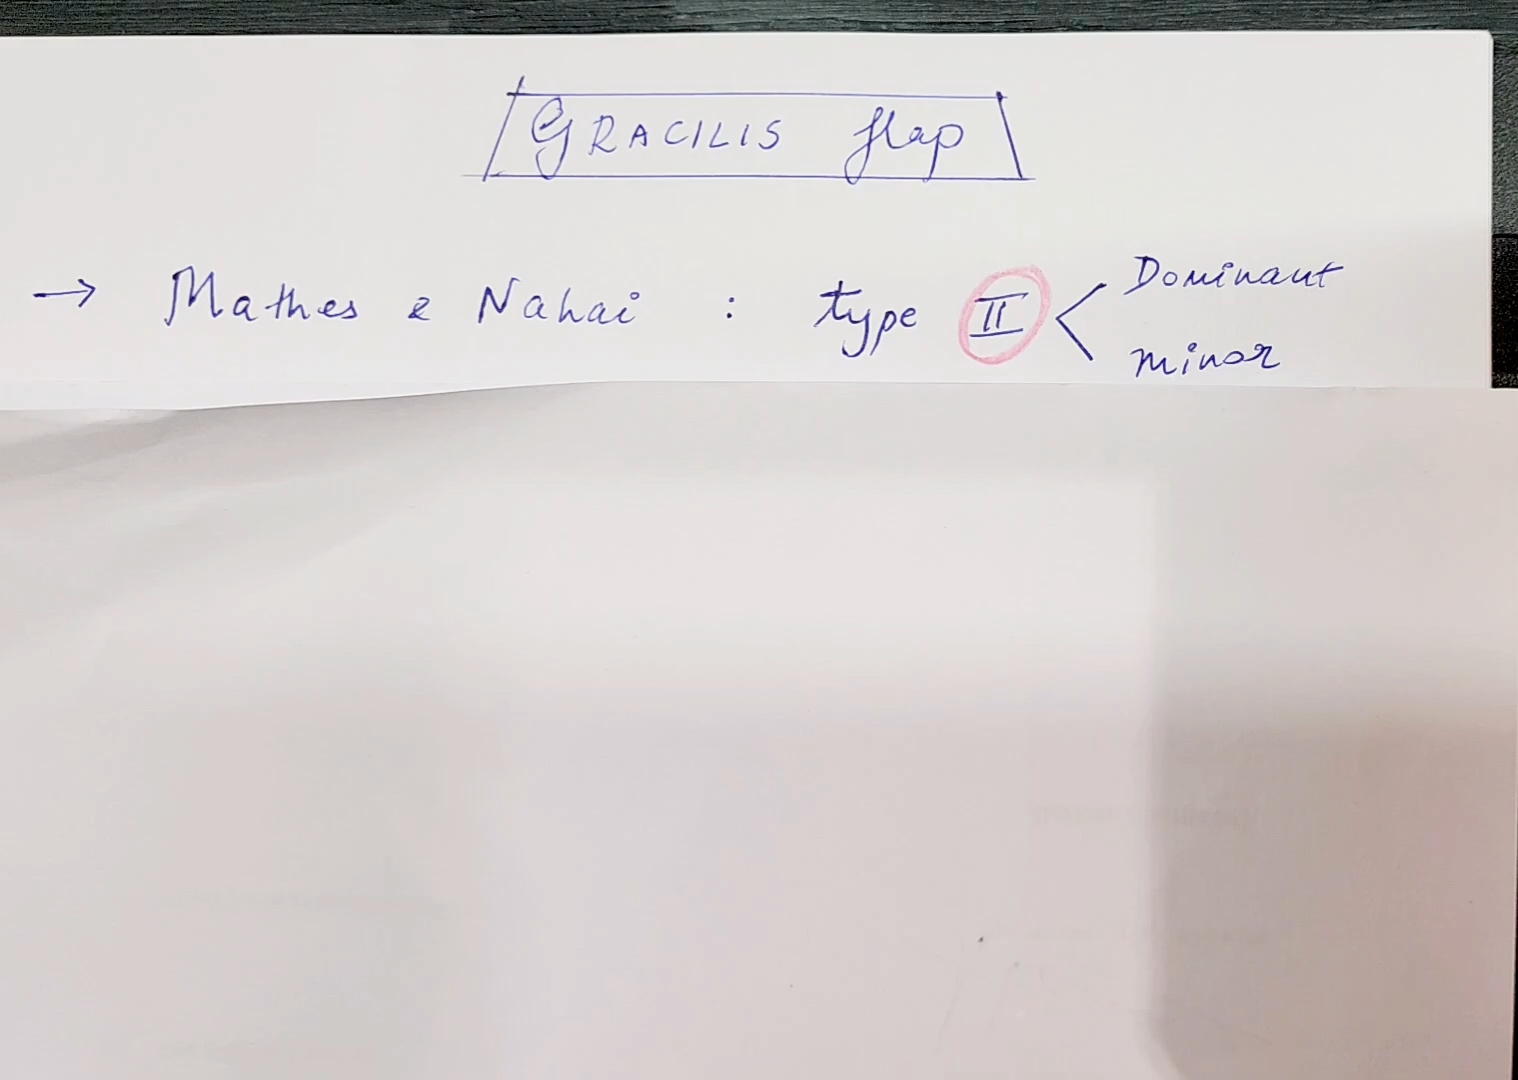 GRACILIS flap
→ Mathes & Nahai : type II < Dominant
minor